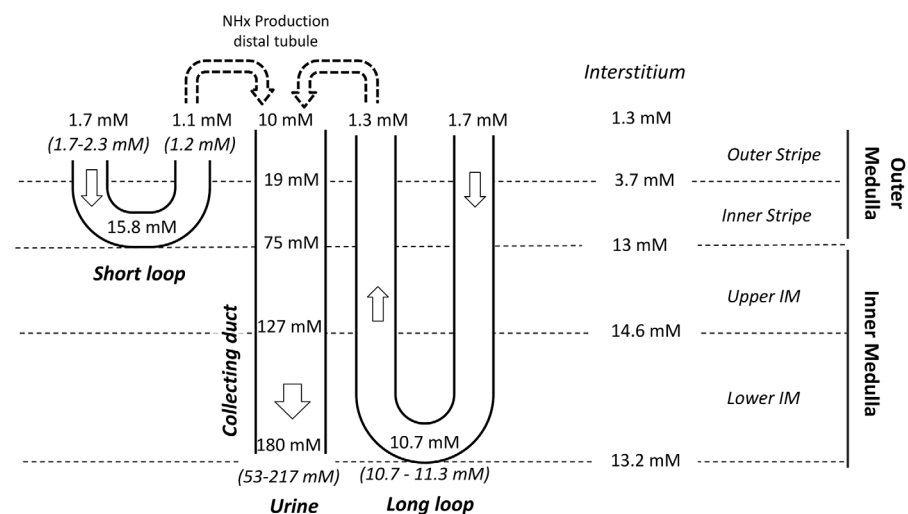 NHx Production
distal tubule
Interstitium
1.7 mM
(1.7-2.3 mM)
1.1 mM
(1.2 mM)
10 mM
1.3 mM
1.7 mM
1.3 mM
Outer Stripe
19 mM
3.7 mM
Inner Stripe
15.8 mM
75 mM
13 mM
Outer
Medulla
Short loop
Upper IM
127 mM
14.6 mM
Collecting duct
Lower IM
Inner Medulla
180 mM
10.7 mM
13.2 mM
(53-217 mM)
(10.7 - 11.3 mM)
Urine
Long loop